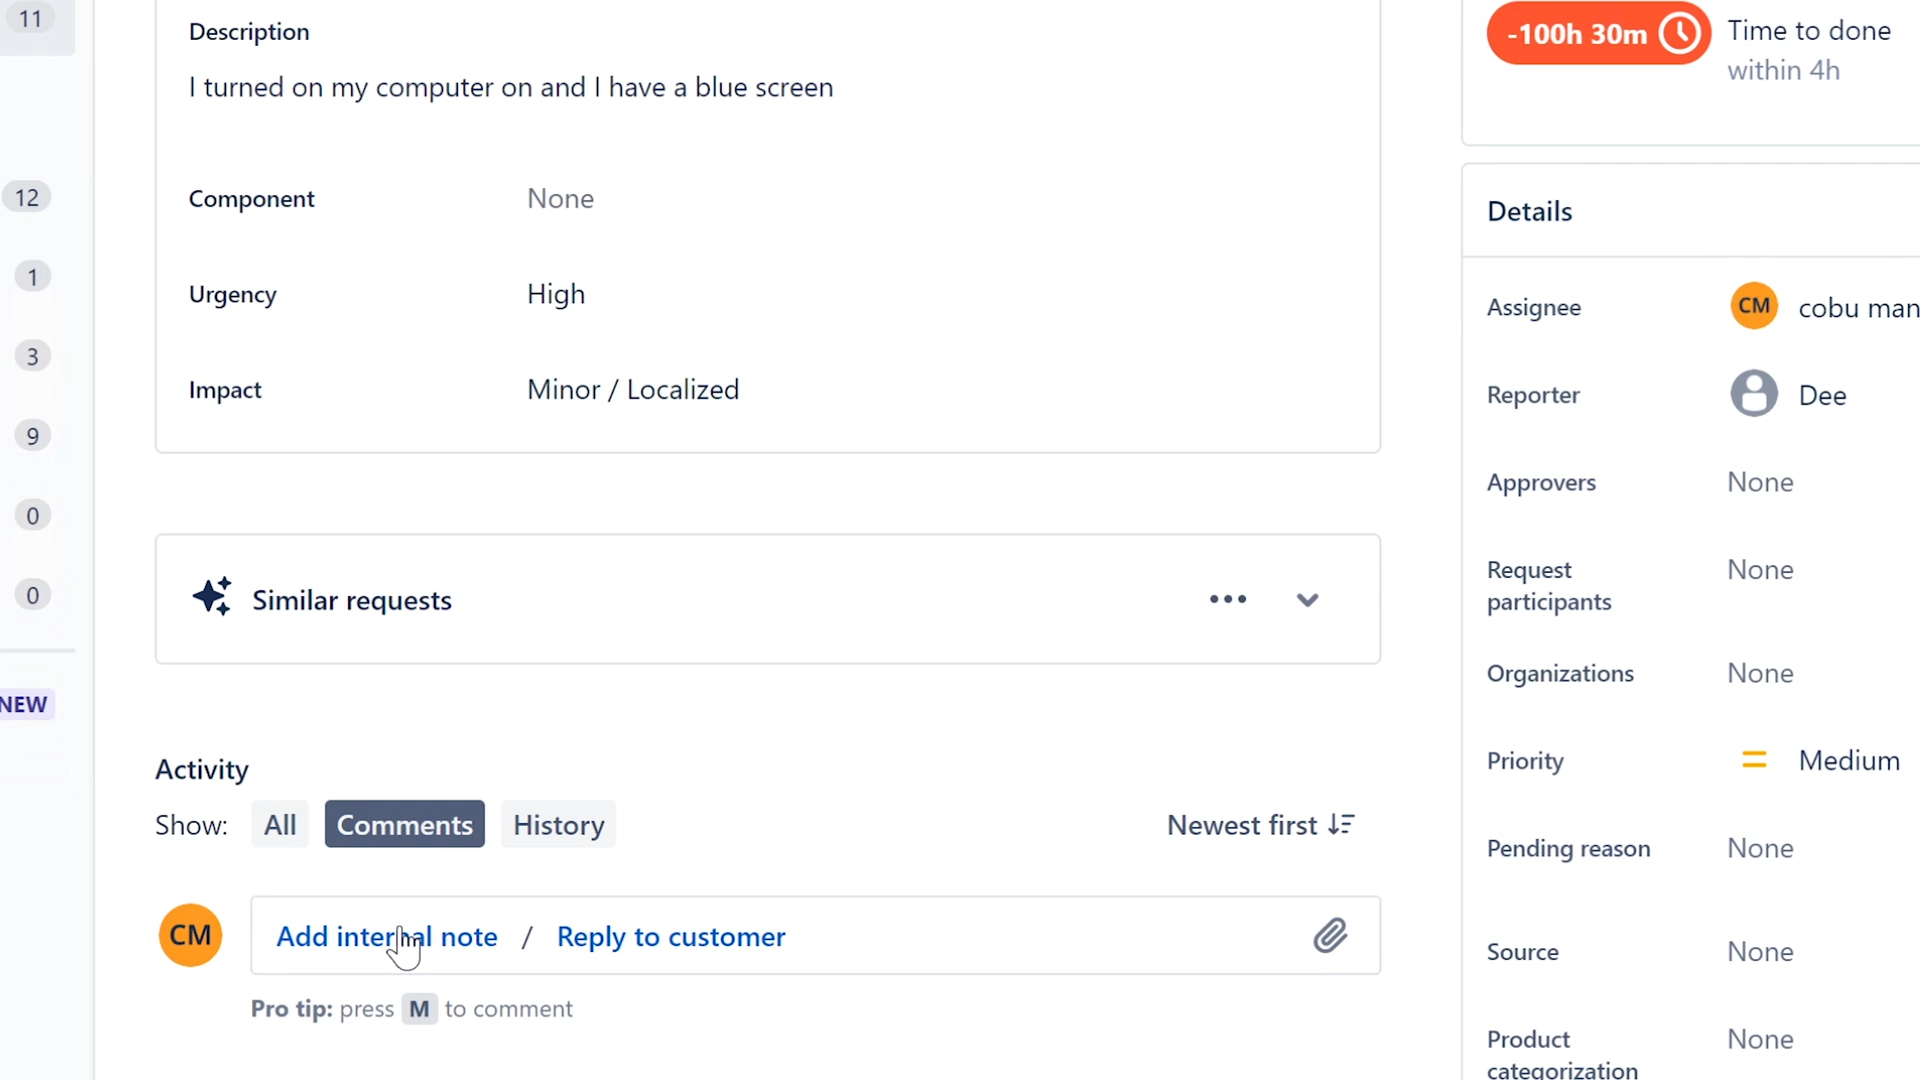 11
12
1
3
9
0
0
NEW
Description
I turned on my computer on and I have a blue screen
Component None
Urgency High
Impact Minor / Localized
Similar requests
Activity
Show: All Comments History Newest first
CM Add internal note / Reply to customer
Pro tip: press M to comment
-100h 30m Time to done
within 4h
Details
Assignee CM cobu man
Reporter Dee
Approvers None
Request None
participants
Organizations None
Priority Medium
Pending reason None
Source None
Product None
categorization